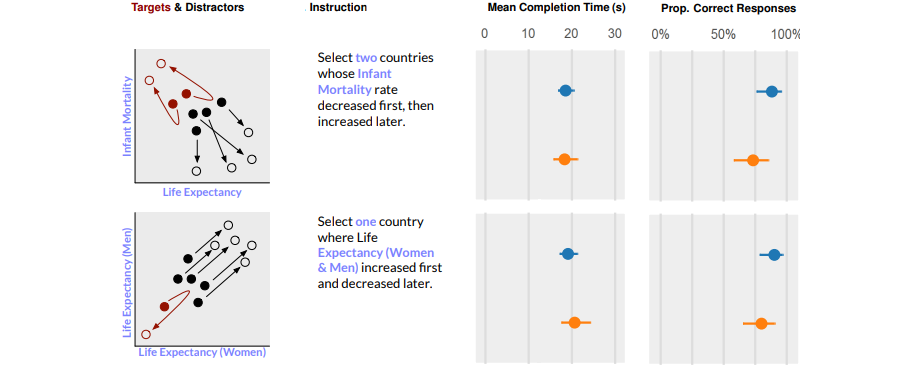 Targets & Distractors
Instruction
Mean Completion Time (s)
Prop. Correct Responses
0 10 20 30
0% 50% 100%
Infant Mortality
Life Expectancy
Select two countries
whose Infant
Mortality rate
decreased first, then
increased later.
Life Expectancy (Men)
Life Expectancy (Women)
Select one country
where Life
Expectancy (Women
& Men) increased first
and decreased later.